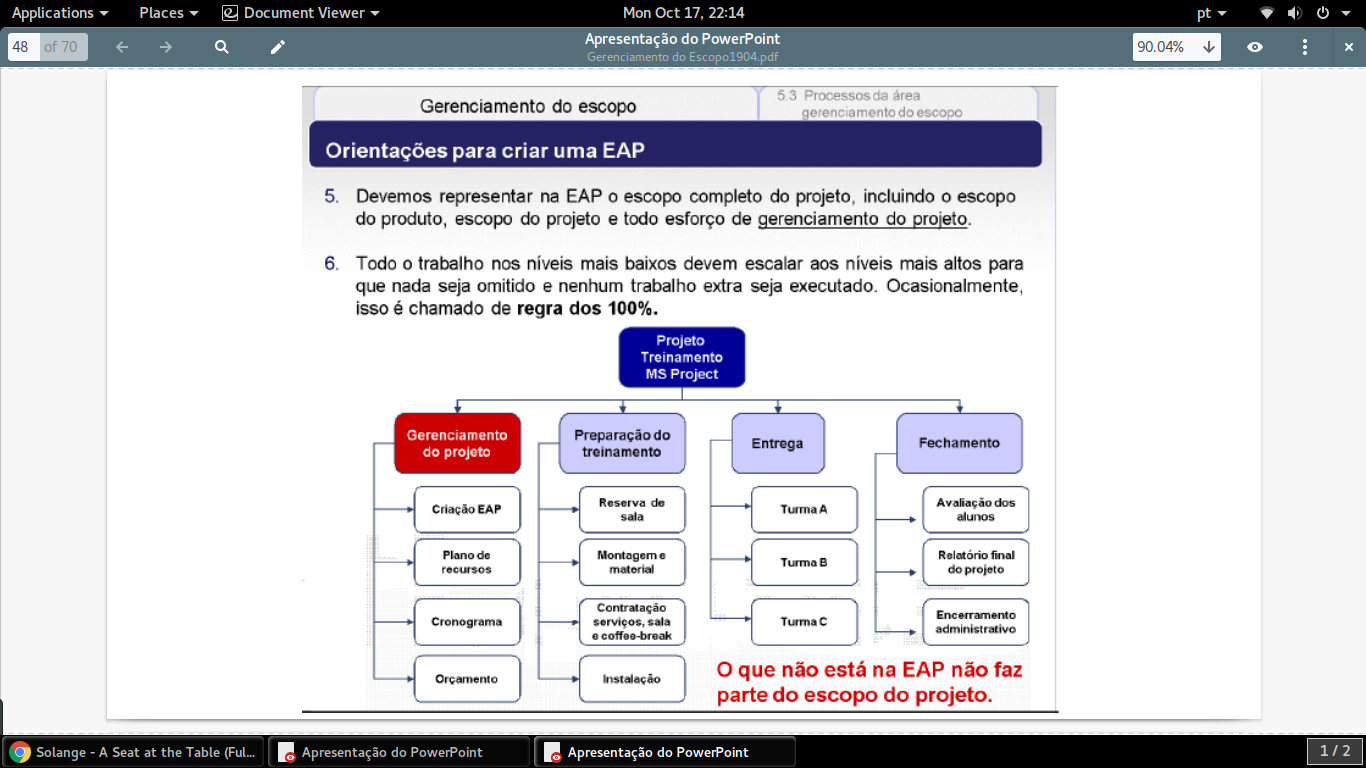 Applications
Places
Document Viewer
Mon Oct 17, 22:14
pt
48 of 70
Apresentação do PowerPoint
Gerenciamento do Escopo1904.pdf
90.04%
Gerenciamento do escopo
5.3 Processos da área
gerenciamento do escopo
Orientações para criar uma EAP
5. Devemos representar na EAP o escopo completo do projeto, incluindo o escopo
do produto, escopo do projeto e todo esforço de gerenciamento do projeto.
6. Todo o trabalho nos níveis mais baixos devem escalar aos níveis mais altos para
que nada seja omitido e nenhum trabalho extra seja executado. Ocasionalmente,
isso é chamado de regra dos 100%.
Projeto
Treinamento
MS Project
Gerenciamento
do projeto
Criação EAP
Plano de
recursos
Cronograma
Orçamento
Preparação do
treinamento
Reserva de
sala
Montagem e
material
Contratação
serviços, sala
e coffee-break
Instalação
Entrega
Turma A
Turma B
Turma C
Fechamento
Avaliação dos
alunos
Relatório final
do projeto
Encerramento
administrativo
O que não está na EAP não faz
parte do escopo do projeto.
Solange - A Seat at the Table (Ful...
Apresentação do PowerPoint
Apresentação do PowerPoint
1 / 2